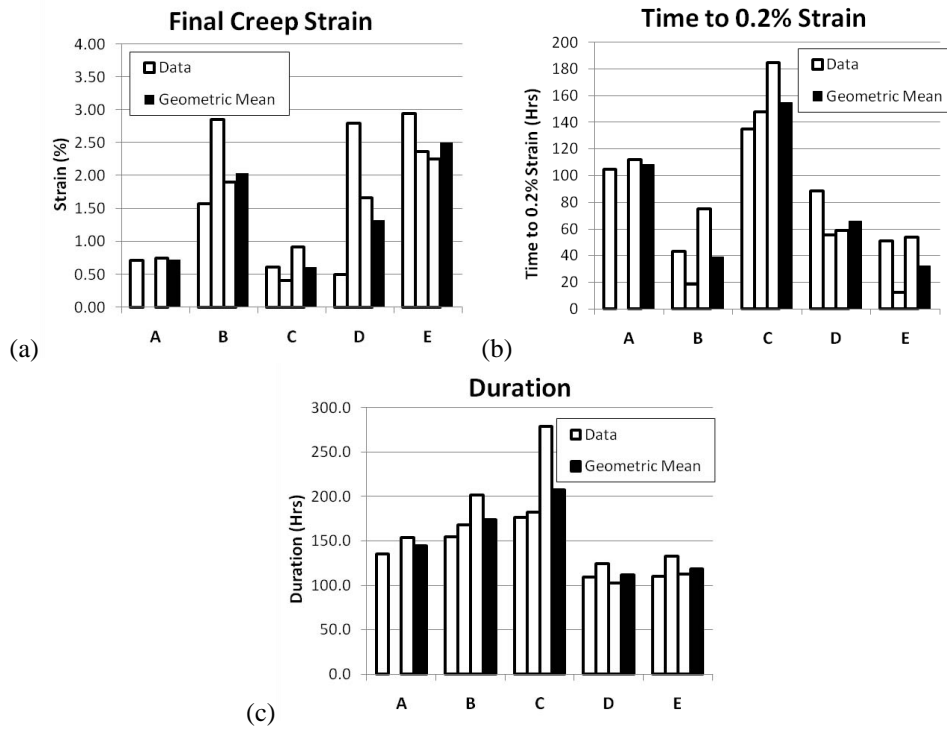 Final Creep Strain
Strain (%)
4.00
3.50
3.00
2.50
2.00
1.50
1.00
0.50
0.00
Data
Geometric Mean
A B C D E
(a)
Time to 0.2% Strain
Time to 0.2% Strain (Hrs)
200
180
160
140
120
100
80
60
40
20
0
Data
Geometric Mean
A B C D E
(b)
Duration
Duration (Hrs)
300.0
250.0
200.0
150.0
100.0
50.0
0.0
Data
Geometric Mean
A B C D E
(c)